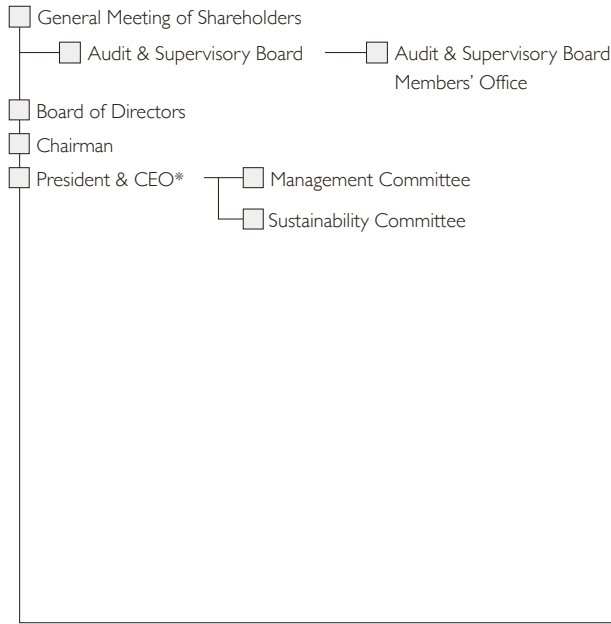 General Meeting of Shareholders
Audit & Supervisory Board
Audit & Supervisory Board
Members’ Office
Board of Directors
Chairman
President & CEO*
Management Committee
Sustainability Committee